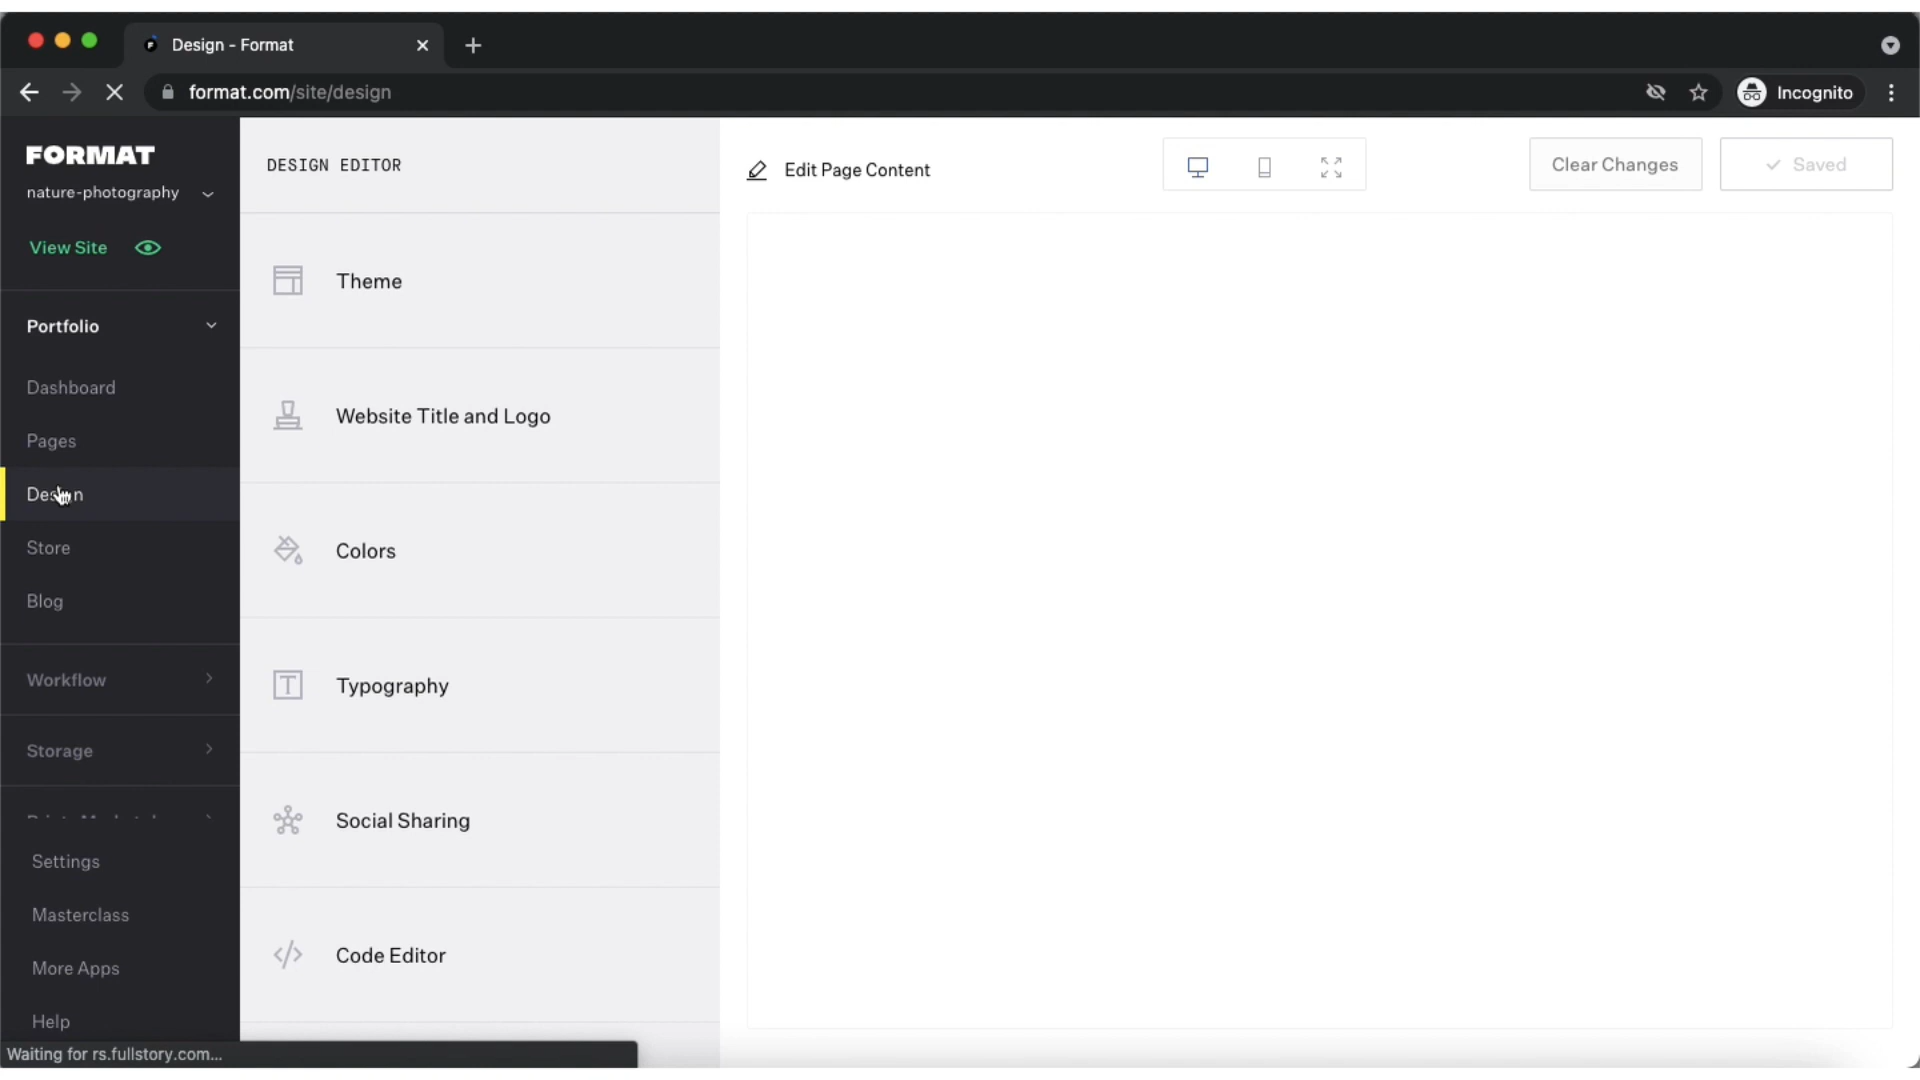 Design - Format
format.com/site/design
Incognito
FORMAT
nature-photography
View Site
Portfolio
Dashboard
Pages
Design
Store
Blog
Workflow
Storage
Settings
Masterclass
More Apps
Help
Waiting for rs.fullstory.com...
DESIGN EDITOR
Theme
Website Title and Logo
Colors
Typography
Social Sharing
Code Editor
Edit Page Content
Clear Changes
Saved